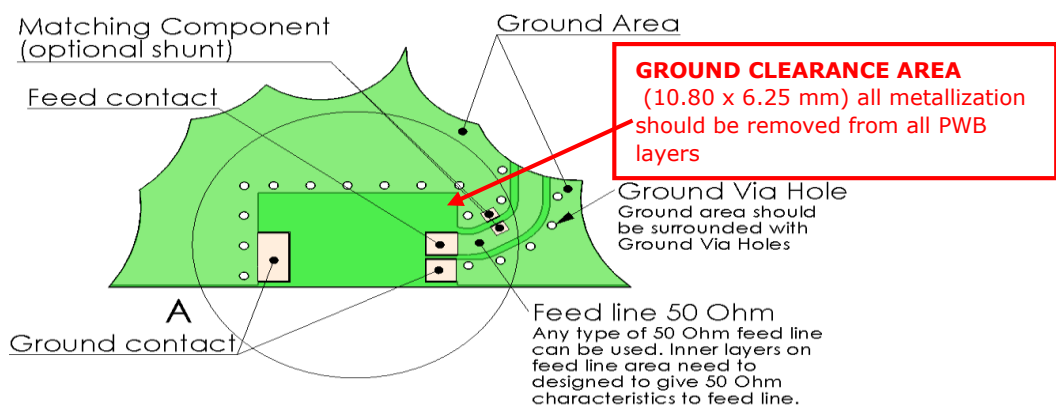 Matching Component
(optional shunt)
Ground Area
GROUND CLEARANCE AREA
(10.80 x 6.25 mm) all metallization
should be removed from all PWB
layers
Feed contact
Ground Via Hole
Ground area should
be surrounded with
Ground Via Holes
A
Ground contact
Feed line 50 Ohm
Any type of 50 Ohm feed line
can be used. Inner layers on
feed line area need to
designed to give 50 Ohm
characteristics to feed line.